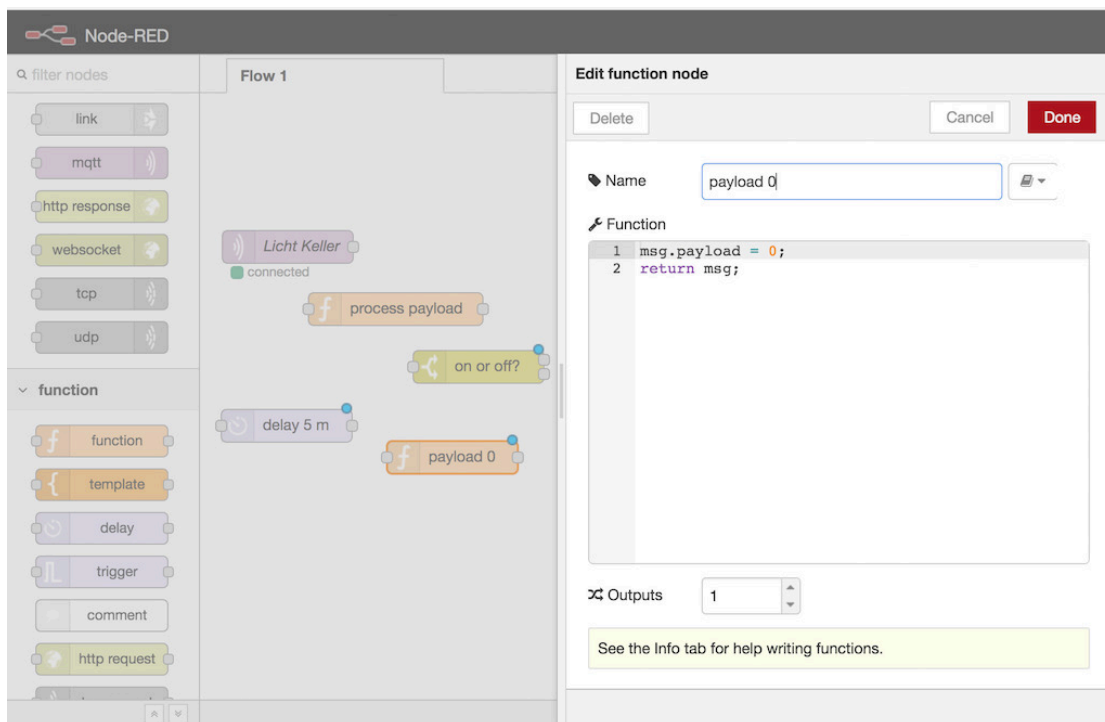 Node-RED
filter nodes
link
mqtt
http response
websocket
tcp
udp
function
function
template
delay
trigger
comment
http request
Flow 1
Licht Keller
connected
process payload
on or off?
delay 5 m
payload 0
Edit function node
Delete
Cancel
Done
Name
payload 0
Function
1 msg.payload = 0;
2 return msg;
Outputs
1
See the Info tab for help writing functions.